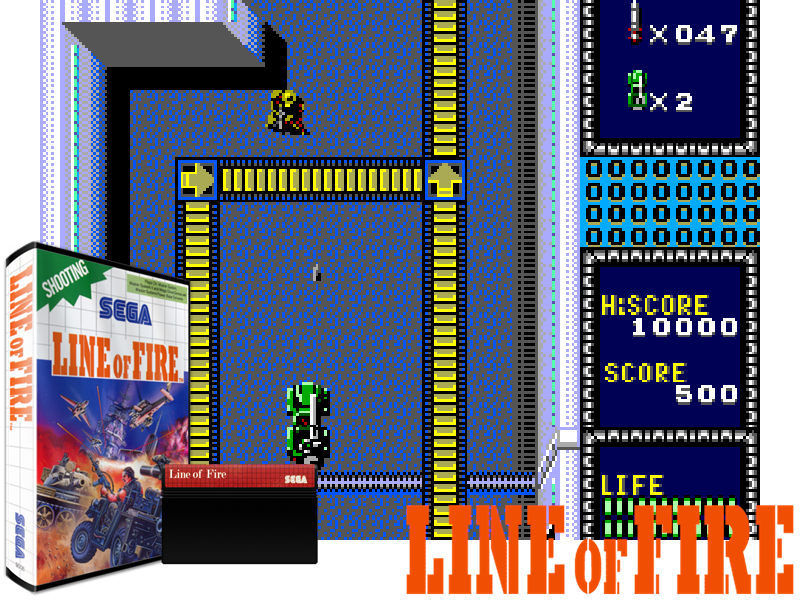 ×047
×2
Hi:SCORE
10000
SCORE
500
LIFE
SHOOTING
SEGA
LINE OF FIRE
LINE OF FIRE
SEGA
Line of Fire
SEGA
LINE OF FIRE